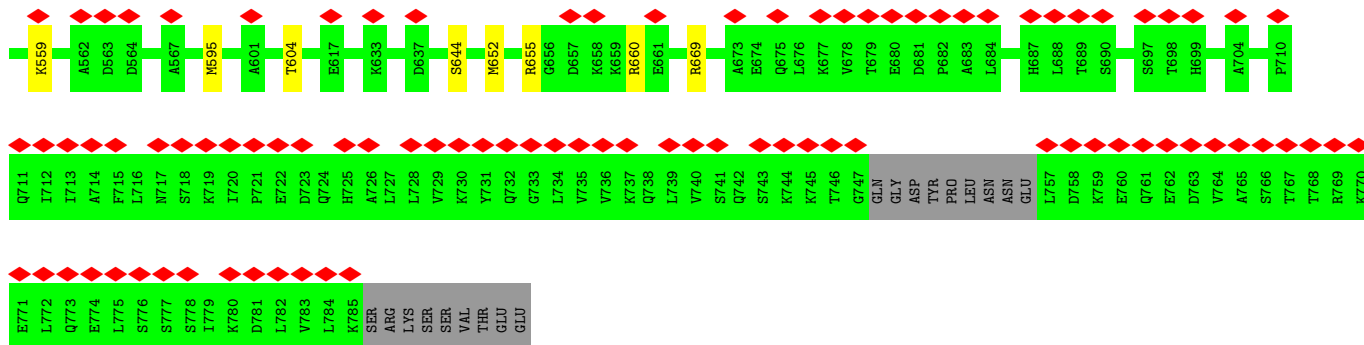 K559 A562 D563 D564 A567 M595 A601 T604 E617 K633 D637 S644 M652 R655 G656 D657 K658 K659 R660 E661 R669 A673 E674 Q675 L676 K677 V678 T679 E680 D681 P682 A683 L684 H687 L688 T689 S690 S697 T698 H699 A704 P710
Q711 I712 I713 A714 F715 L716 N717 S718 K719 I720 P721 E722 D723 Q724 H725 A726 L727 L728 V729 K730 Y731 Q732 G733 L734 V735 V736 K737 Q738 L739 V740 S741 Q742 S743 K744 K745 T746 G747 GLN GLY ASP TYR PRO LEU ASN ASN GLU L757 D758 K759 E760 Q761 E762 D763 V764 A765 S766 T767 T768 R769 K770
E771 L772 Q773 E774 L775 S776 S777 S778 I779 K780 D781 L782 V783 L784 K785 SER ARG LYS SER SER VAL THR GLU GLU